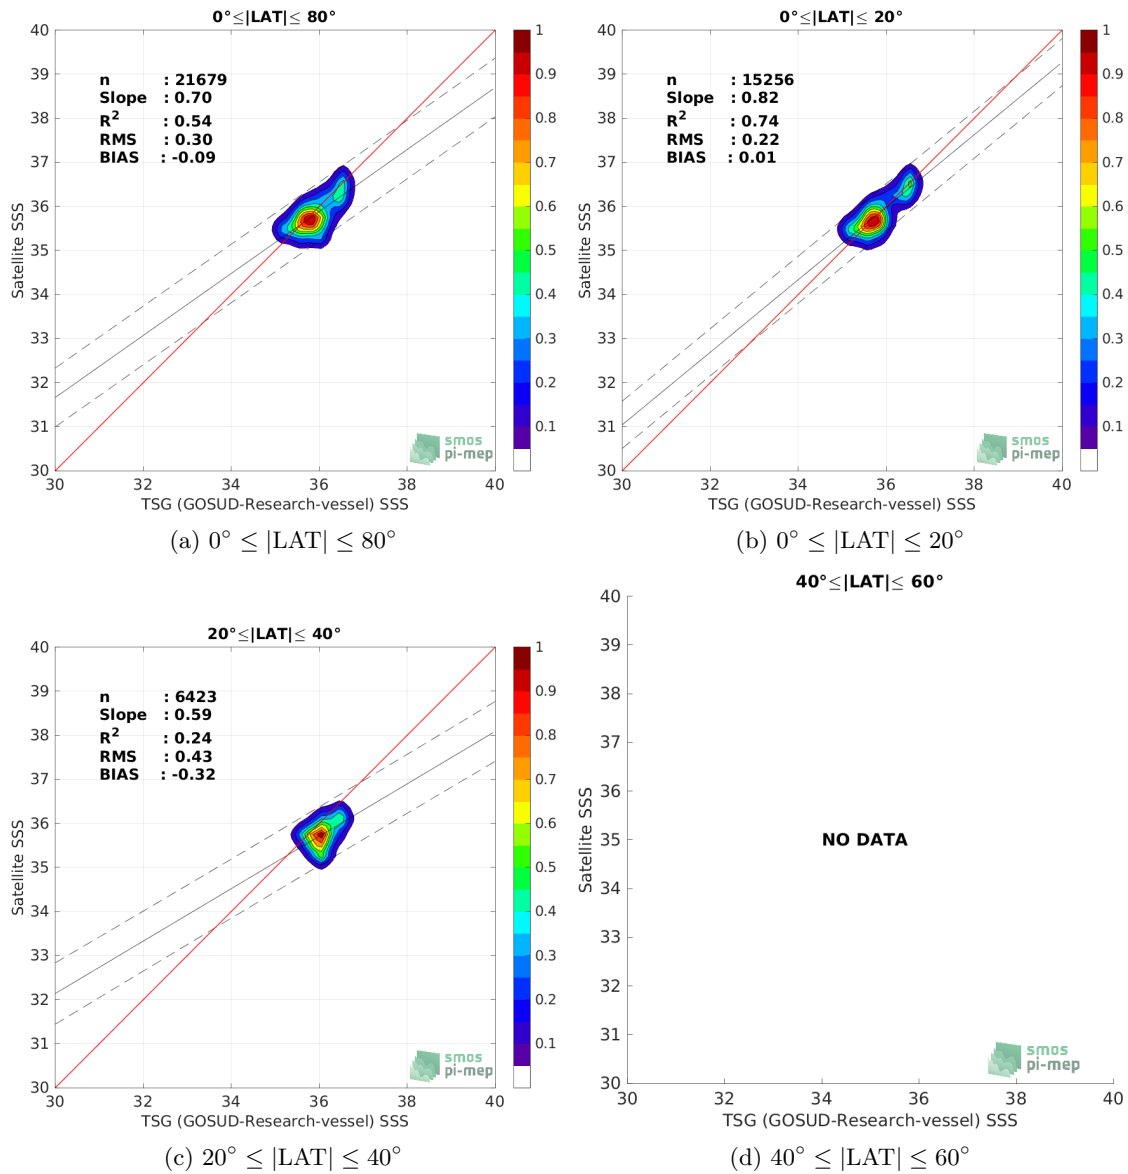 0°≤|LAT|≤ 80°
n : 21679
Slope : 0.70
R² : 0.54
RMS : 0.30
BIAS : -0.09
40
39
38
37
36
35
34
33
32
31
30
Satellite SSS
30 32 34 36 38 40
TSG (GOSUD-Research-vessel) SSS
smos
pi-mep
1
0.9
0.8
0.7
0.6
0.5
0.4
0.3
0.2
0.1
(a) 0° ≤ |LAT| ≤ 80°
0°≤|LAT|≤ 20°
n : 15256
Slope : 0.82
R² : 0.74
RMS : 0.22
BIAS : 0.01
40
39
38
37
36
35
34
33
32
31
30
Satellite SSS
30 32 34 36 38 40
TSG (GOSUD-Research-vessel) SSS
smos
pi-mep
1
0.9
0.8
0.7
0.6
0.5
0.4
0.3
0.2
0.1
(b) 0° ≤ |LAT| ≤ 20°
20°≤|LAT|≤ 40°
n : 6423
Slope : 0.59
R² : 0.24
RMS : 0.43
BIAS : -0.32
40
39
38
37
36
35
34
33
32
31
30
Satellite SSS
30 32 34 36 38 40
TSG (GOSUD-Research-vessel) SSS
smos
pi-mep
1
0.9
0.8
0.7
0.6
0.5
0.4
0.3
0.2
0.1
(c) 20° ≤ |LAT| ≤ 40°
40°≤|LAT|≤ 60°
40
39
38
37
36
35
34
33
32
31
30
Satellite SSS
NO DATA
30 32 34 36 38 40
TSG (GOSUD-Research-vessel) SSS
smos
pi-mep
(d) 40° ≤ |LAT| ≤ 60°